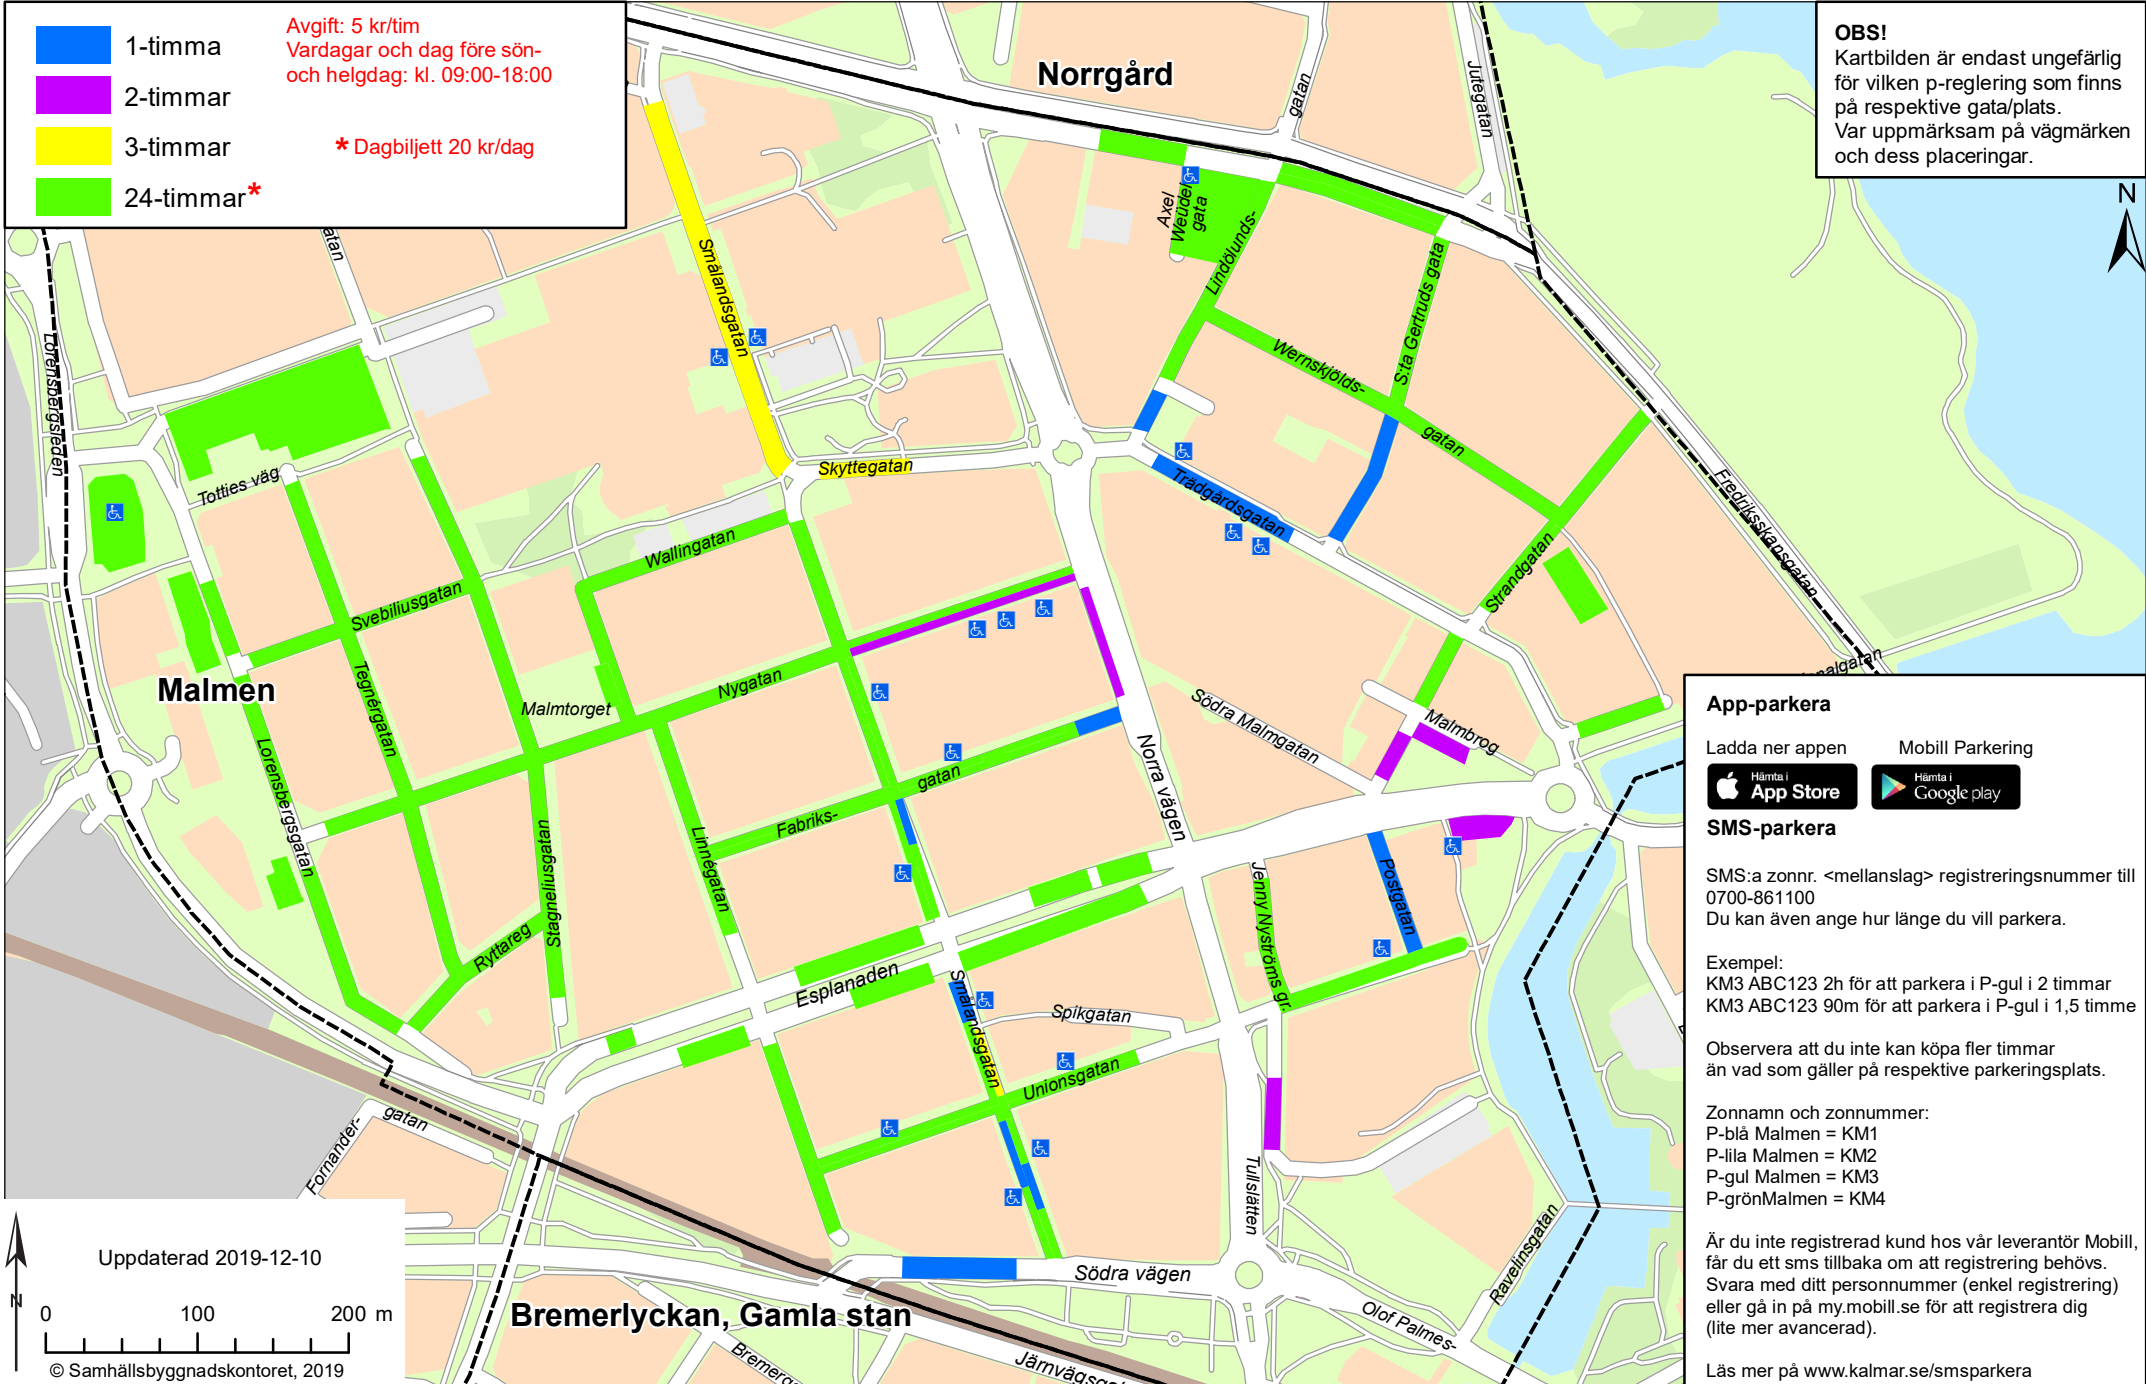 1-timma
2-timmar
3-timmar
24-timmar*
Avgift: 5 kr/tim
Vardagar och dag före sön-
och helgdag: kl. 09:00-18:00
* Dagbiljett 20 kr/dag
OBS!
Kartbilden är endast ungefärlig
för vilken p-reglering som finns
på respektive gata/plats.
Var uppmärksam på vägmärken
och dess placeringar.
N
Norrgård
gatan
Jutegatan
atan
Smålandsgatan
Axel
Weüdel
gata
Lindölunds-
S:ta Gertruds gata
Wernskjölds-
gatan
Lorensbergsleden
Totties väg
Skyttegatan
Trädgårdsgatan
Fredriksskansgatan
Wallingatan
Svebiliusgatan
Strandgatan
Malmen
Tegnérgatan
Malmtorget
Nygatan
Södra Malmgatan
Malmbrog
nalgatan
Lorensbergsgatan
Stagneliusgatan
Linnégatan
Fabriks-
gatan
Norra vägen
Jenny Nyströms gr.
Postgatan
Ryttareg
Esplanaden
Smålandsgatan
Spikgatan
Unionsgatan
Fornander-
gatan
Tullslätten
Ravelinsgatan
Södra vägen
Olof Palmes-
Bremerlyckan, Gamla stan
Bremerg
Järnvägsga
App-parkera
Ladda ner appen
Mobill Parkering
Hämta i
App Store
Hämta i
Google play
SMS-parkera
SMS:a zonnr. <mellanslag> registreringsnummer till
0700-861100
Du kan även ange hur länge du vill parkera.
Exempel:
KM3 ABC123 2h för att parkera i P-gul i 2 timmar
KM3 ABC123 90m för att parkera i P-gul i 1,5 timme
Observera att du inte kan köpa fler timmar
än vad som gäller på respektive parkeringsplats.
Zonnamn och zonnummer:
P-blå Malmen = KM1
P-lila Malmen = KM2
P-gul Malmen = KM3
P-grönMalmen = KM4
Är du inte registrerad kund hos vår leverantör Mobill,
får du ett sms tillbaka om att registrering behövs.
Svara med ditt personnummer (enkel registrering)
eller gå in på my.mobill.se för att registrera dig
(lite mer avancerad).
Läs mer på www.kalmar.se/smsparkera
Uppdaterad 2019-12-10
N
0 100 200 m
© Samhällsbyggnadskontoret, 2019